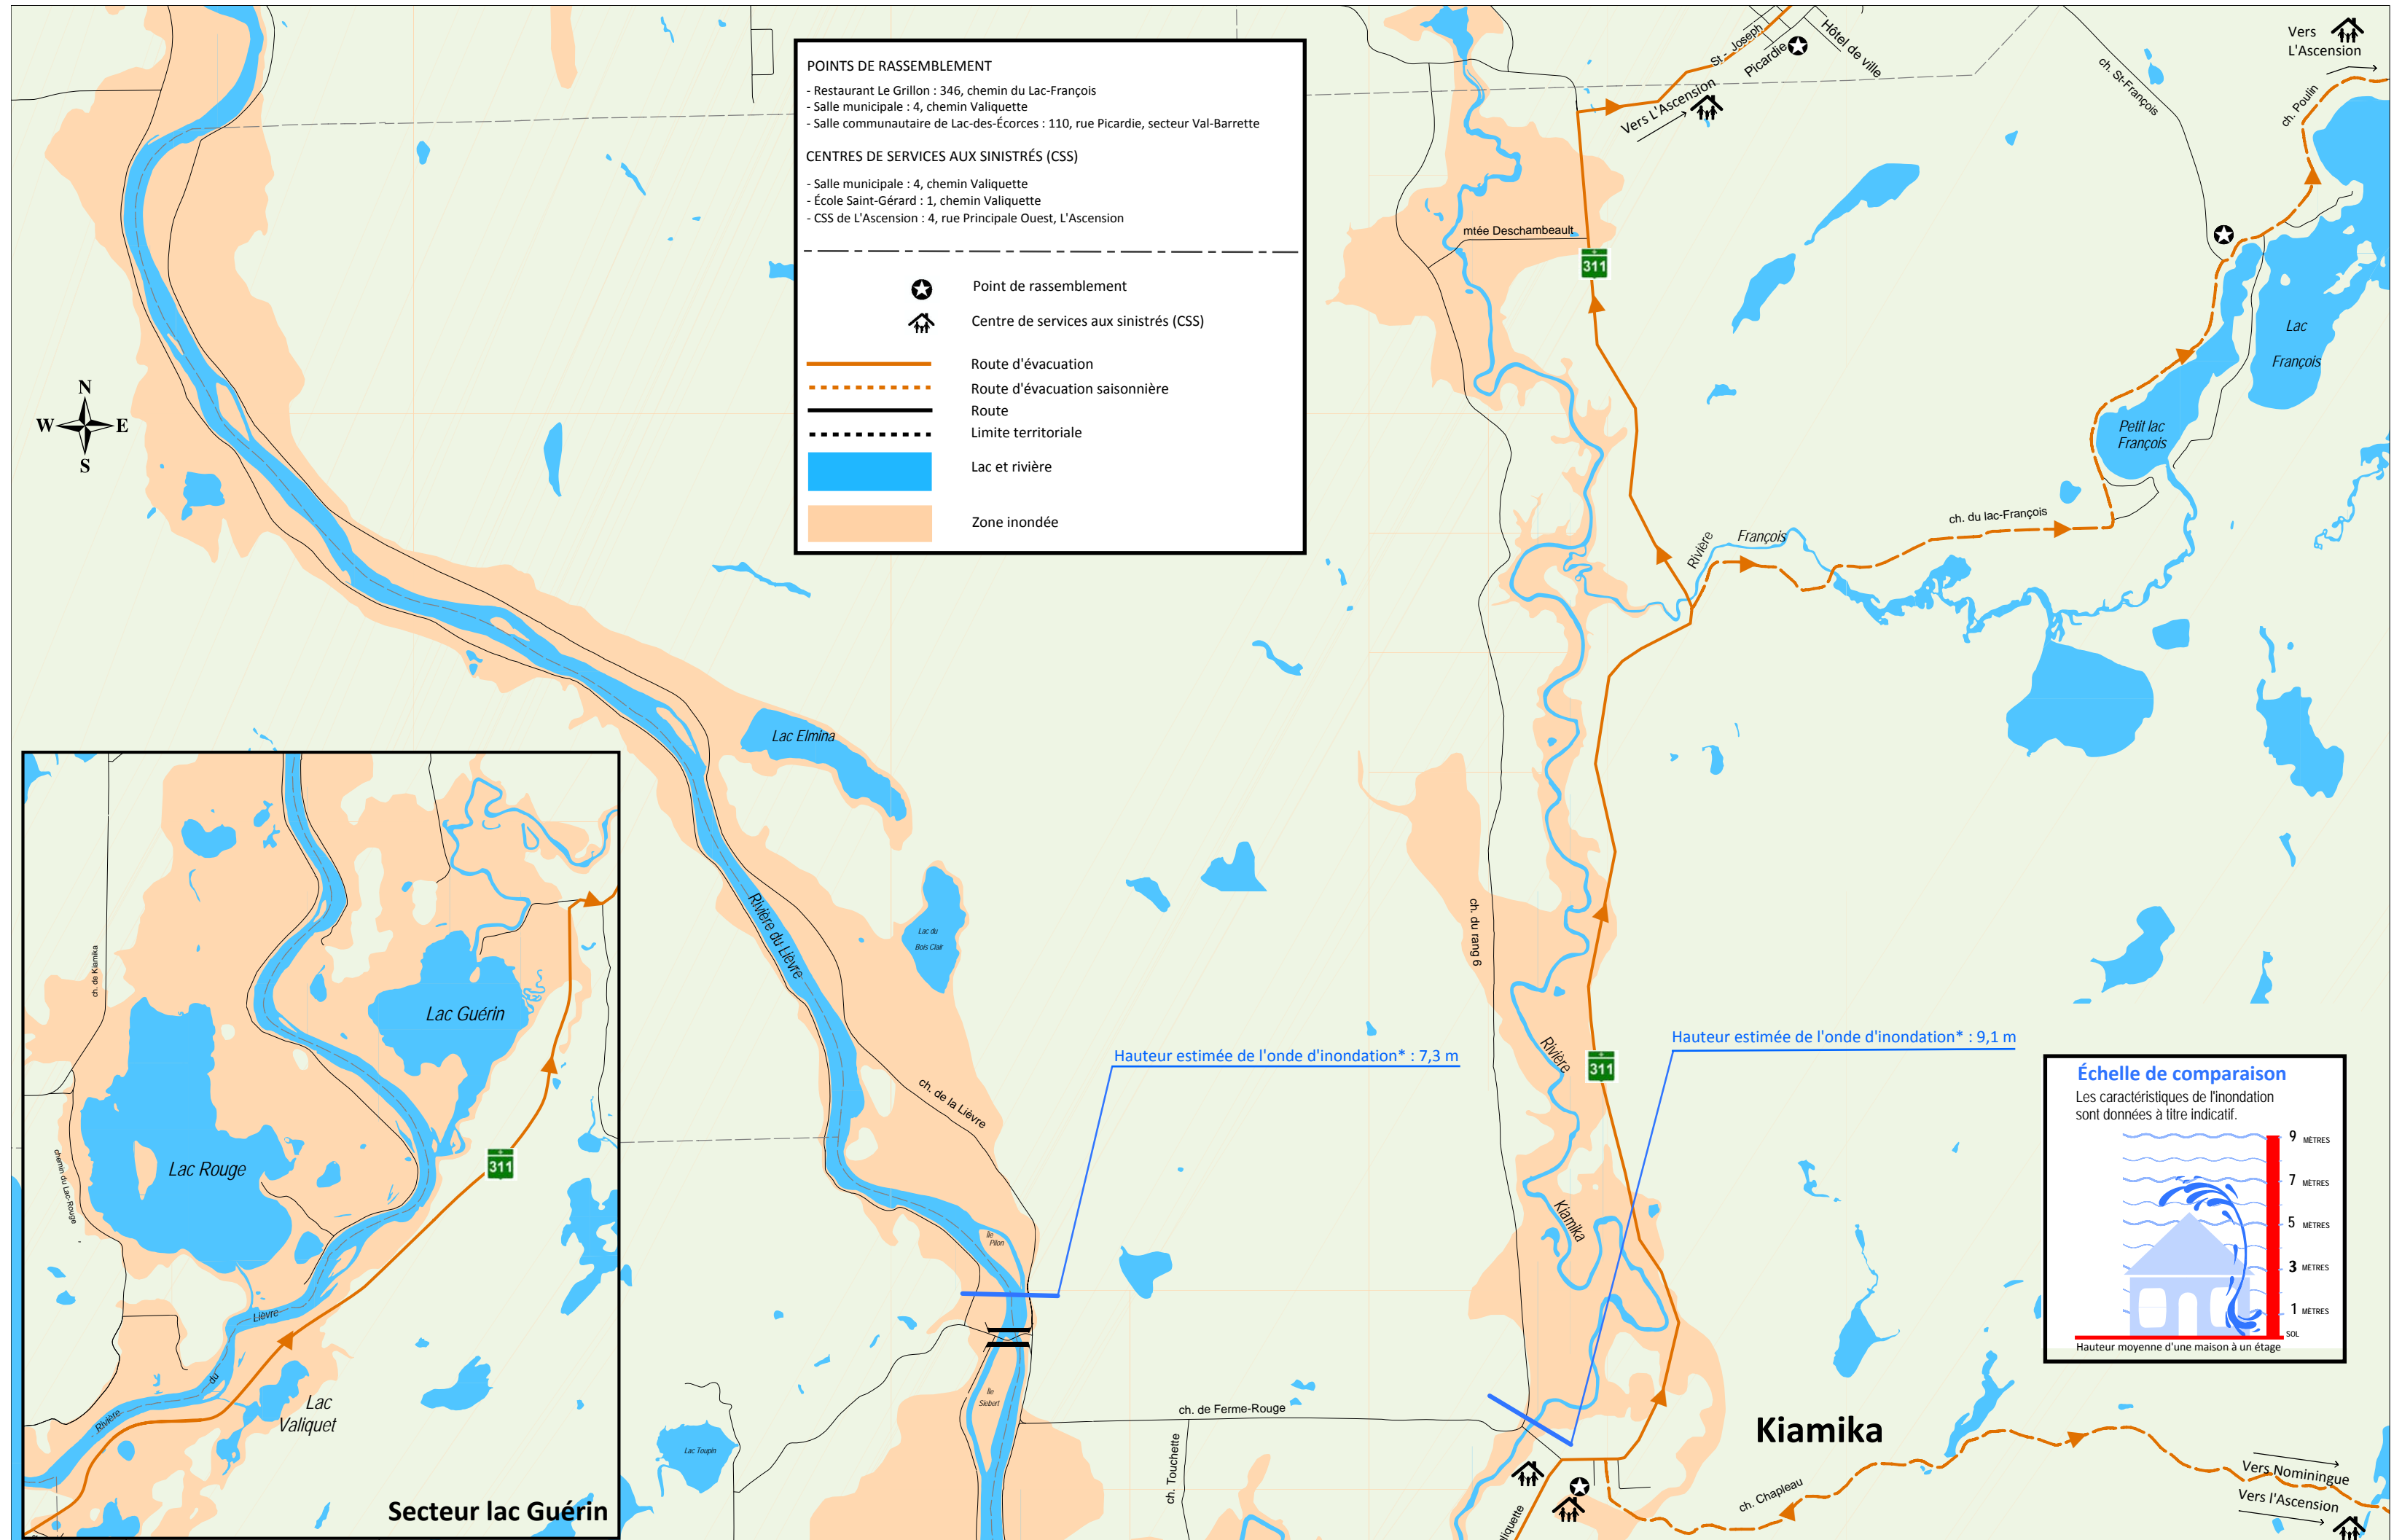 POINTS DE RASSEMBLEMENT
- Restaurant Le Grillon : 346, chemin du Lac-François
- Salle municipale : 4, chemin Valiquette
- Salle communautaire de Lac-des-Écorces : 110, rue Picardie, secteur Val-Barrette
CENTRES DE SERVICES AUX SINISTRÉS (CSS)
- Salle municipale : 4, chemin Valiquette
- École Saint-Gérard : 1, chemin Valiquette
- CSS de L'Ascension : 4, rue Principale Ouest, L'Ascension
Point de rassemblement
Centre de services aux sinistrés (CSS)
Route d'évacuation
Route d'évacuation saisonnière
Route
Limite territoriale
Lac et rivière
Zone inondée
St - Joseph
Picardie
Hôtel de ville
Vers L'Ascension
ch. St-François
Vers
L'Ascension
ch. Poulin
mtée Deschambeault
311
Lac
François
Petit lac
François
ch. du lac-François
Rivière
François
N
W
E
S
Lac Elmina
Rivière du Lièvre
Lac du
Bois Clair
ch. du rang 6
ch. de la Lièvre
Hauteur estimée de l'onde d'inondation* : 7,3 m
Hauteur estimée de l'onde d'inondation* : 9,1 m
Rivière
311
Kiamika
Île
Pilon
Île
Siebert
Lac Toupin
ch. de Ferme-Rouge
ch. Touchette
Kiamika
ch. Chapleau
Vers Nominingue
Vers l'Ascension
Échelle de comparaison
Les caractéristiques de l'inondation
sont données à titre indicatif.
9 MÈTRES
7 MÈTRES
5 MÈTRES
3 MÈTRES
1 MÈTRES
SOL
Hauteur moyenne d'une maison à un étage
ch. de Kiamika
Lac Guérin
Lac Rouge
chemin du Lac-Rouge
311
Rivière
du
Lièvre
Lac
Valiquet
Secteur lac Guérin